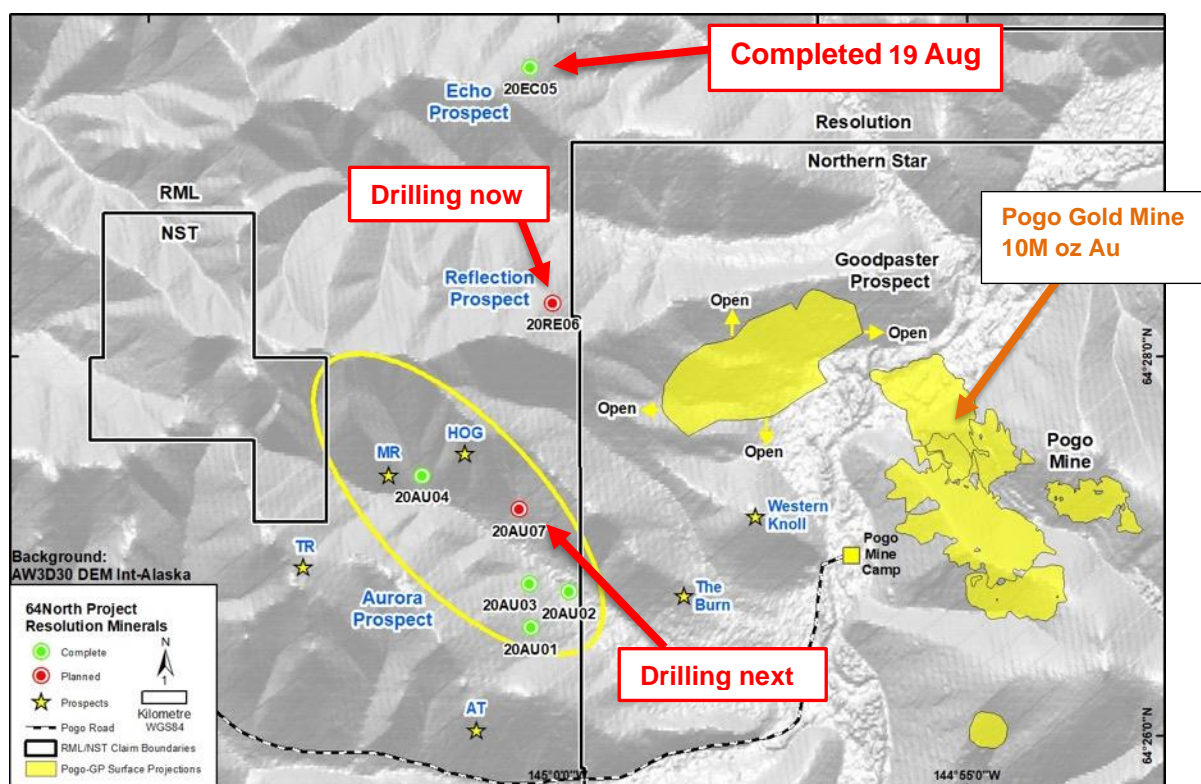 Completed 19 Aug
20EC05
Echo
Prospect
Resolution
Northern Star
RML
NST
Drilling now
Pogo Gold Mine
10M oz Au
Reflection
Prospect
20RE06
Goodpaster
Prospect
Open
Open
Open
Open
64°28'0"N
HOG
MR
20AU04
20AU07
Pogo
Mine
Western
Knoll
Pogo
Mine
Camp
TR
Background:
AW3D30 DEM Int-Alaska
Aurora
Prospect
20AU03
20AU02
20AU01
The
Burn
Drilling next
AT
64°26'0"N
145°0'0"W
144°55'0"W
64North Project
Resolution Minerals
Complete
Planned
Prospects
Pogo Road
RML/NST Claim Boundaries
Pogo-GP Surface Projections
N
1
Kilometre
WGS84